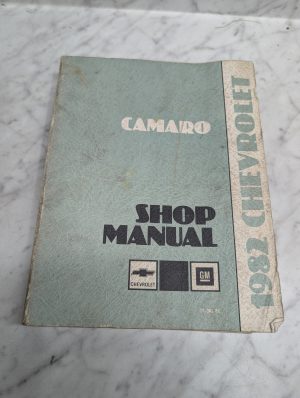 CAMARO
SHOP
MANUAL
CHEVROLET
GM
1982 CHEVROLET